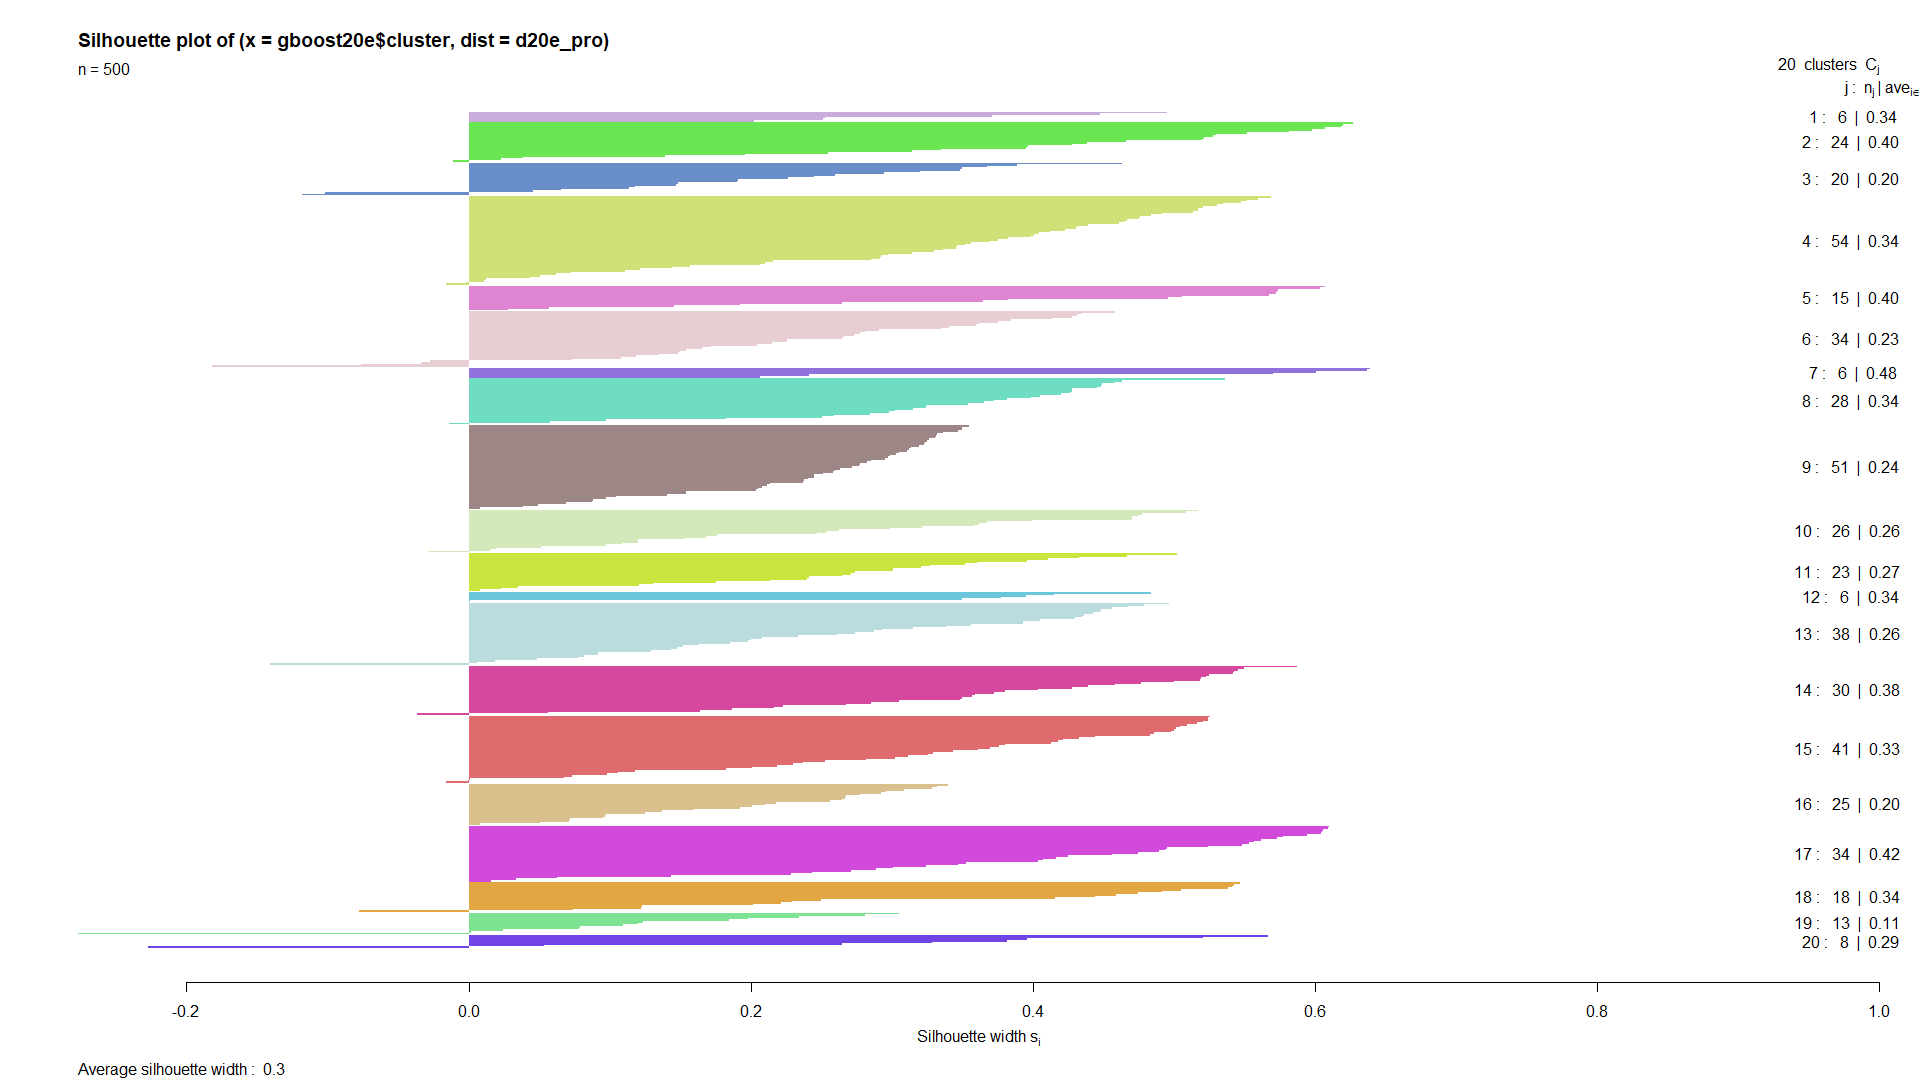 Silhouette plot of (x = gboost20e$cluster, dist = d20e_pro)
n = 500
20 clusters Cj
j : nj | avei∈
1 : 6 | 0.34
2 : 24 | 0.40
3 : 20 | 0.20
4 : 54 | 0.34
5 : 15 | 0.40
6 : 34 | 0.23
7 : 6 | 0.48
8 : 28 | 0.34
9 : 51 | 0.24
10 : 26 | 0.26
11 : 23 | 0.27
12 : 6 | 0.34
13 : 38 | 0.26
14 : 30 | 0.38
15 : 41 | 0.33
16 : 25 | 0.20
17 : 34 | 0.42
18 : 18 | 0.34
19 : 13 | 0.11
20 : 8 | 0.29
-0.2 0.0 0.2 0.4 0.6 0.8 1.0
Silhouette width si
Average silhouette width : 0.3